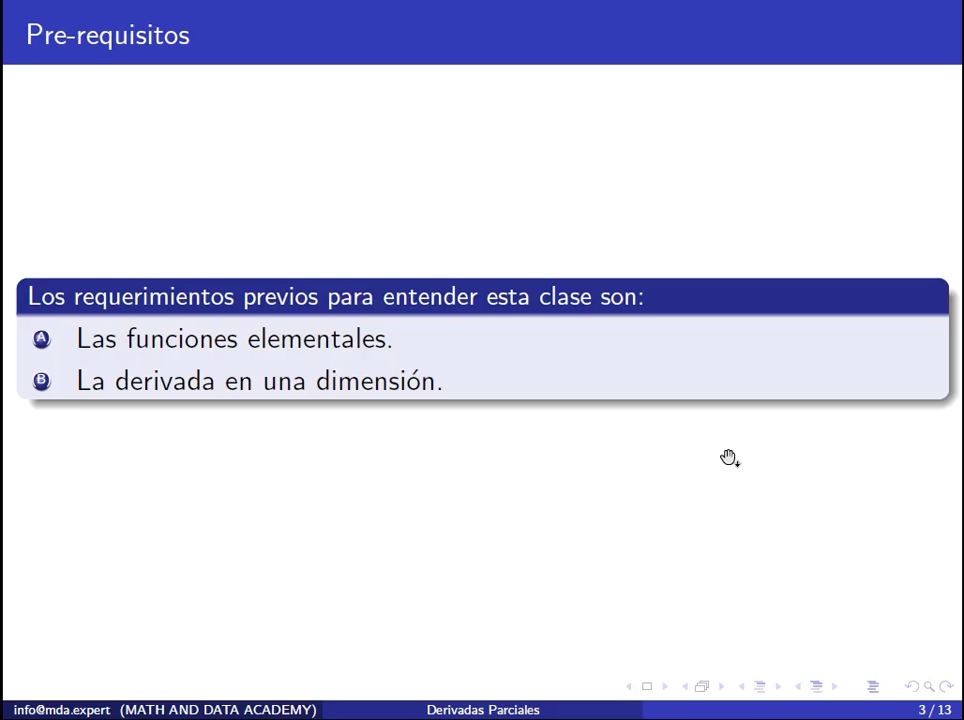 Pre-requisitos
Los requerimientos previos para entender esta clase son:
A Las funciones elementales.
B La derivada en una dimensión.
info@mda.expert (MATH AND DATA ACADEMY) Derivadas Parciales 3 / 13